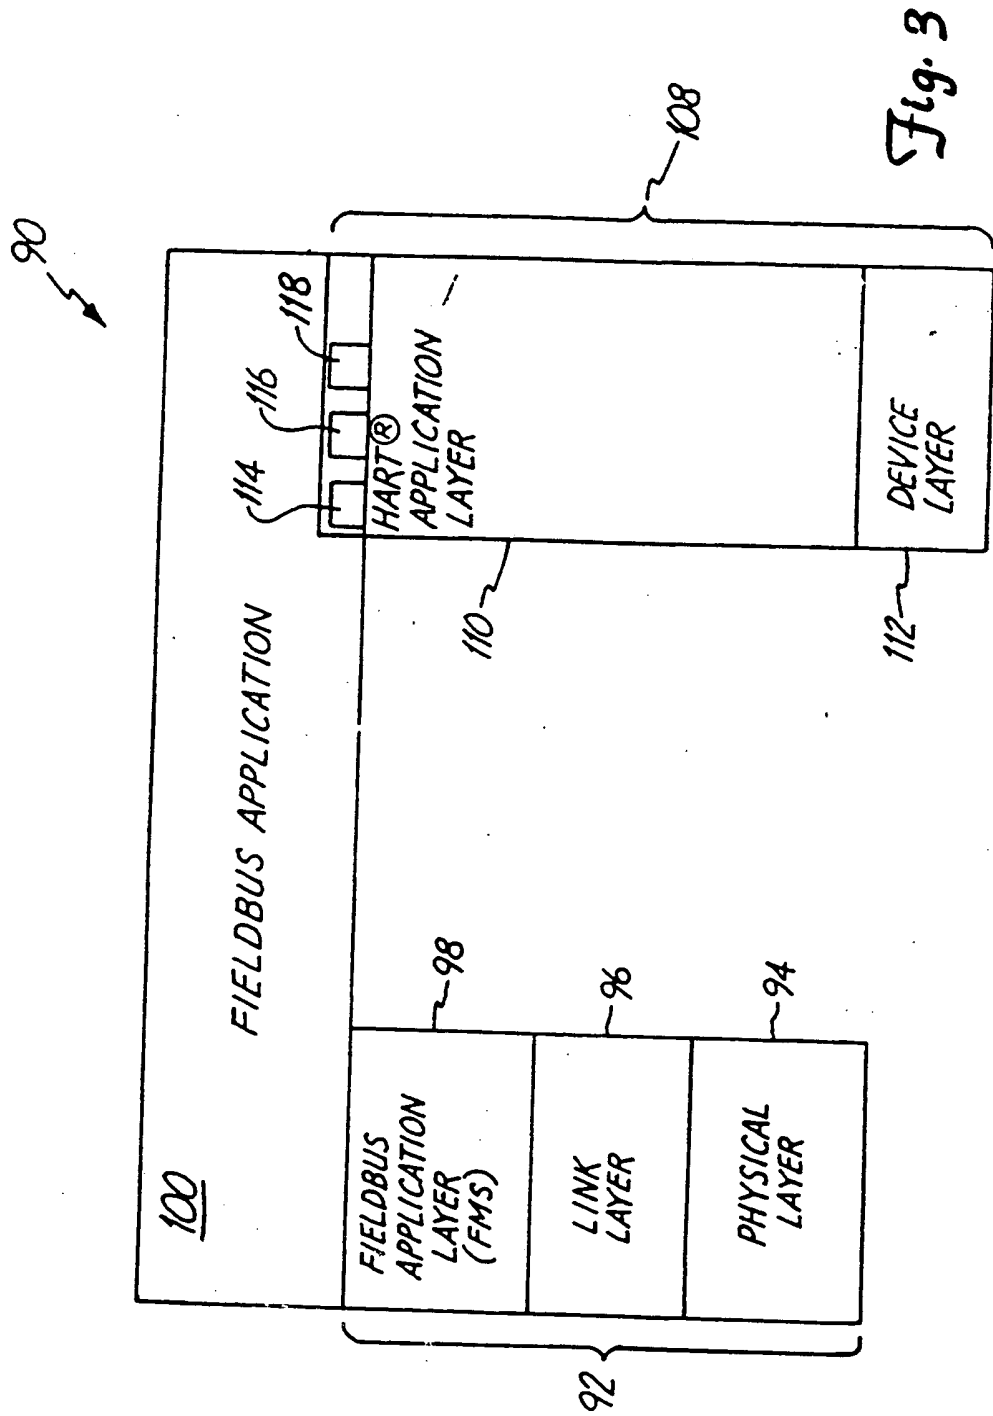 90
100
FIELDBUS APPLICATION
114
116
118
FIELDBUS
APPLICATION
LAYER
(FMS)
98
LINK
LAYER
96
PHYSICAL
LAYER
94
92
HART®
APPLICATION
LAYER
110
DEVICE
LAYER
112
108
Fig. 3